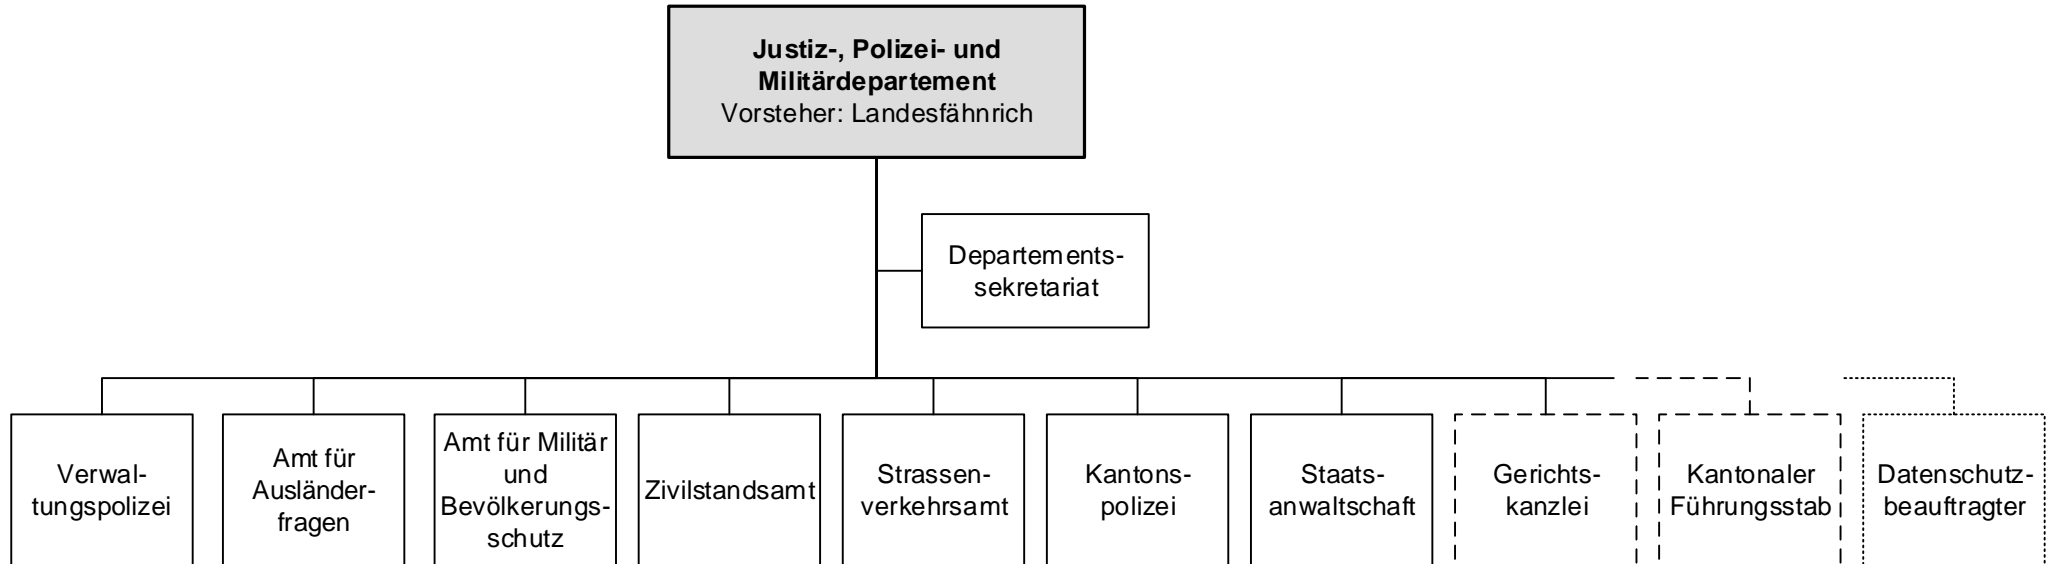 Justiz-, Polizei- und
Militärdepartement
Vorsteher: Landesfähnrich
Departements-
sekretariat
Verwal-
tungspolizei
Amt für
Ausländer-
fragen
Amt für Militär
und
Bevölkerungs-
schutz
Zivilstandsamt
Strassen-
verkehrsamt
Kantons-
polizei
Staats-
anwaltschaft
Gerichts-
kanzlei
Kantonaler
Führungsstab
Datenschutz-
beauftragter